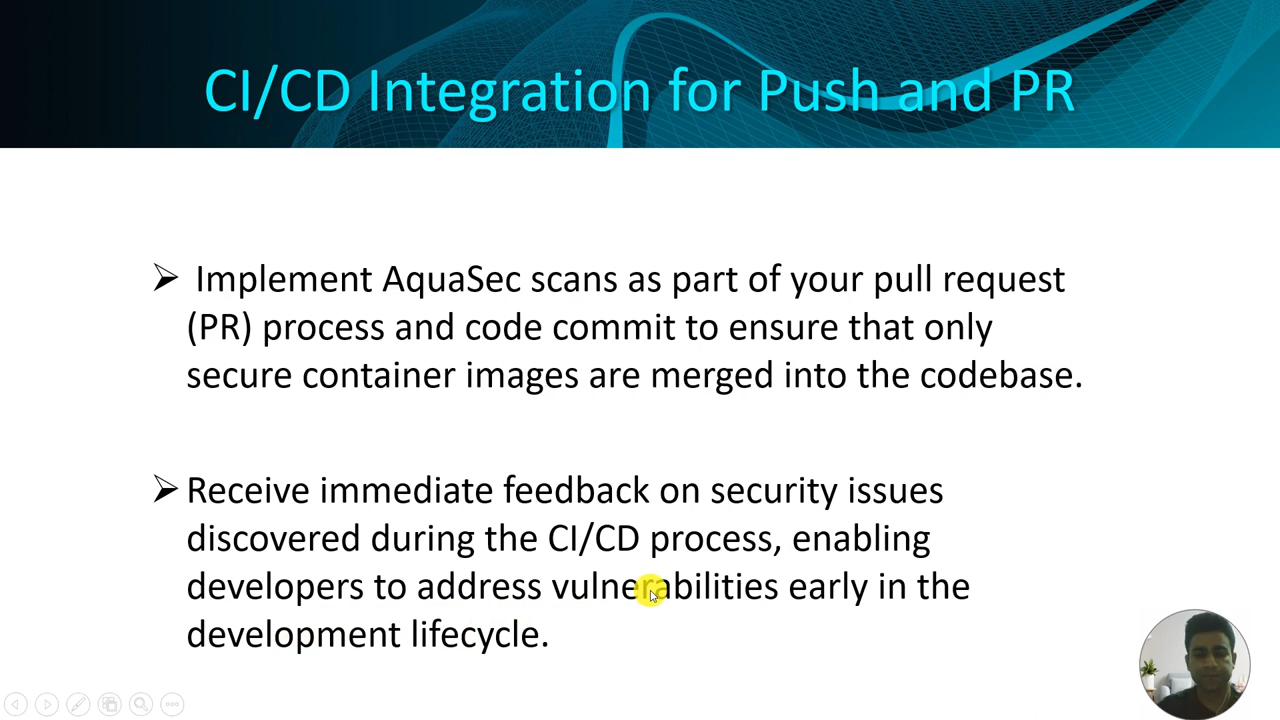 CI/CD Integration for Push and PR
➢ Implement AquaSec scans as part of your pull request
(PR) process and code commit to ensure that only
secure container images are merged into the codebase.
➢ Receive immediate feedback on security issues
discovered during the CI/CD process, enabling
developers to address vulnerabilities early in the
development lifecycle.